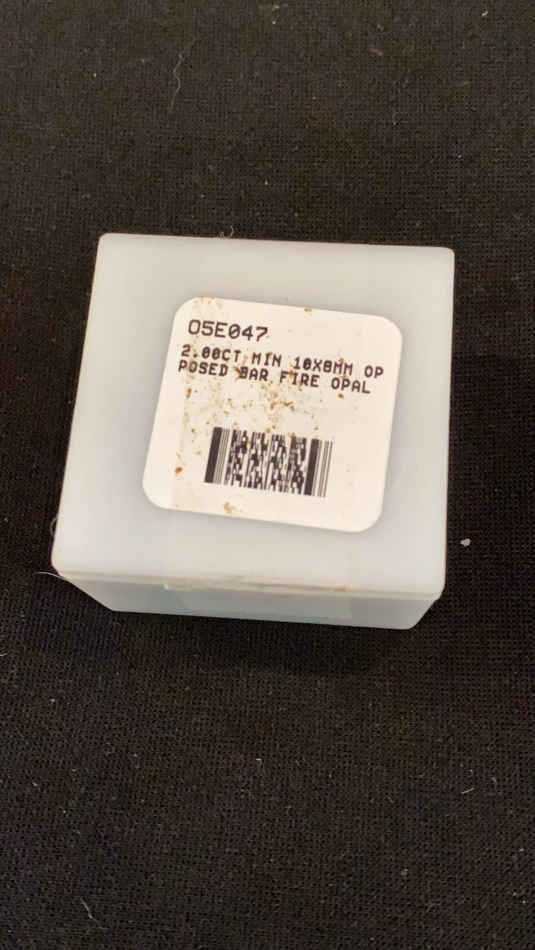 05E047
2.00CT MIN 10X8MM OP
POSED BAR FIRE OPAL